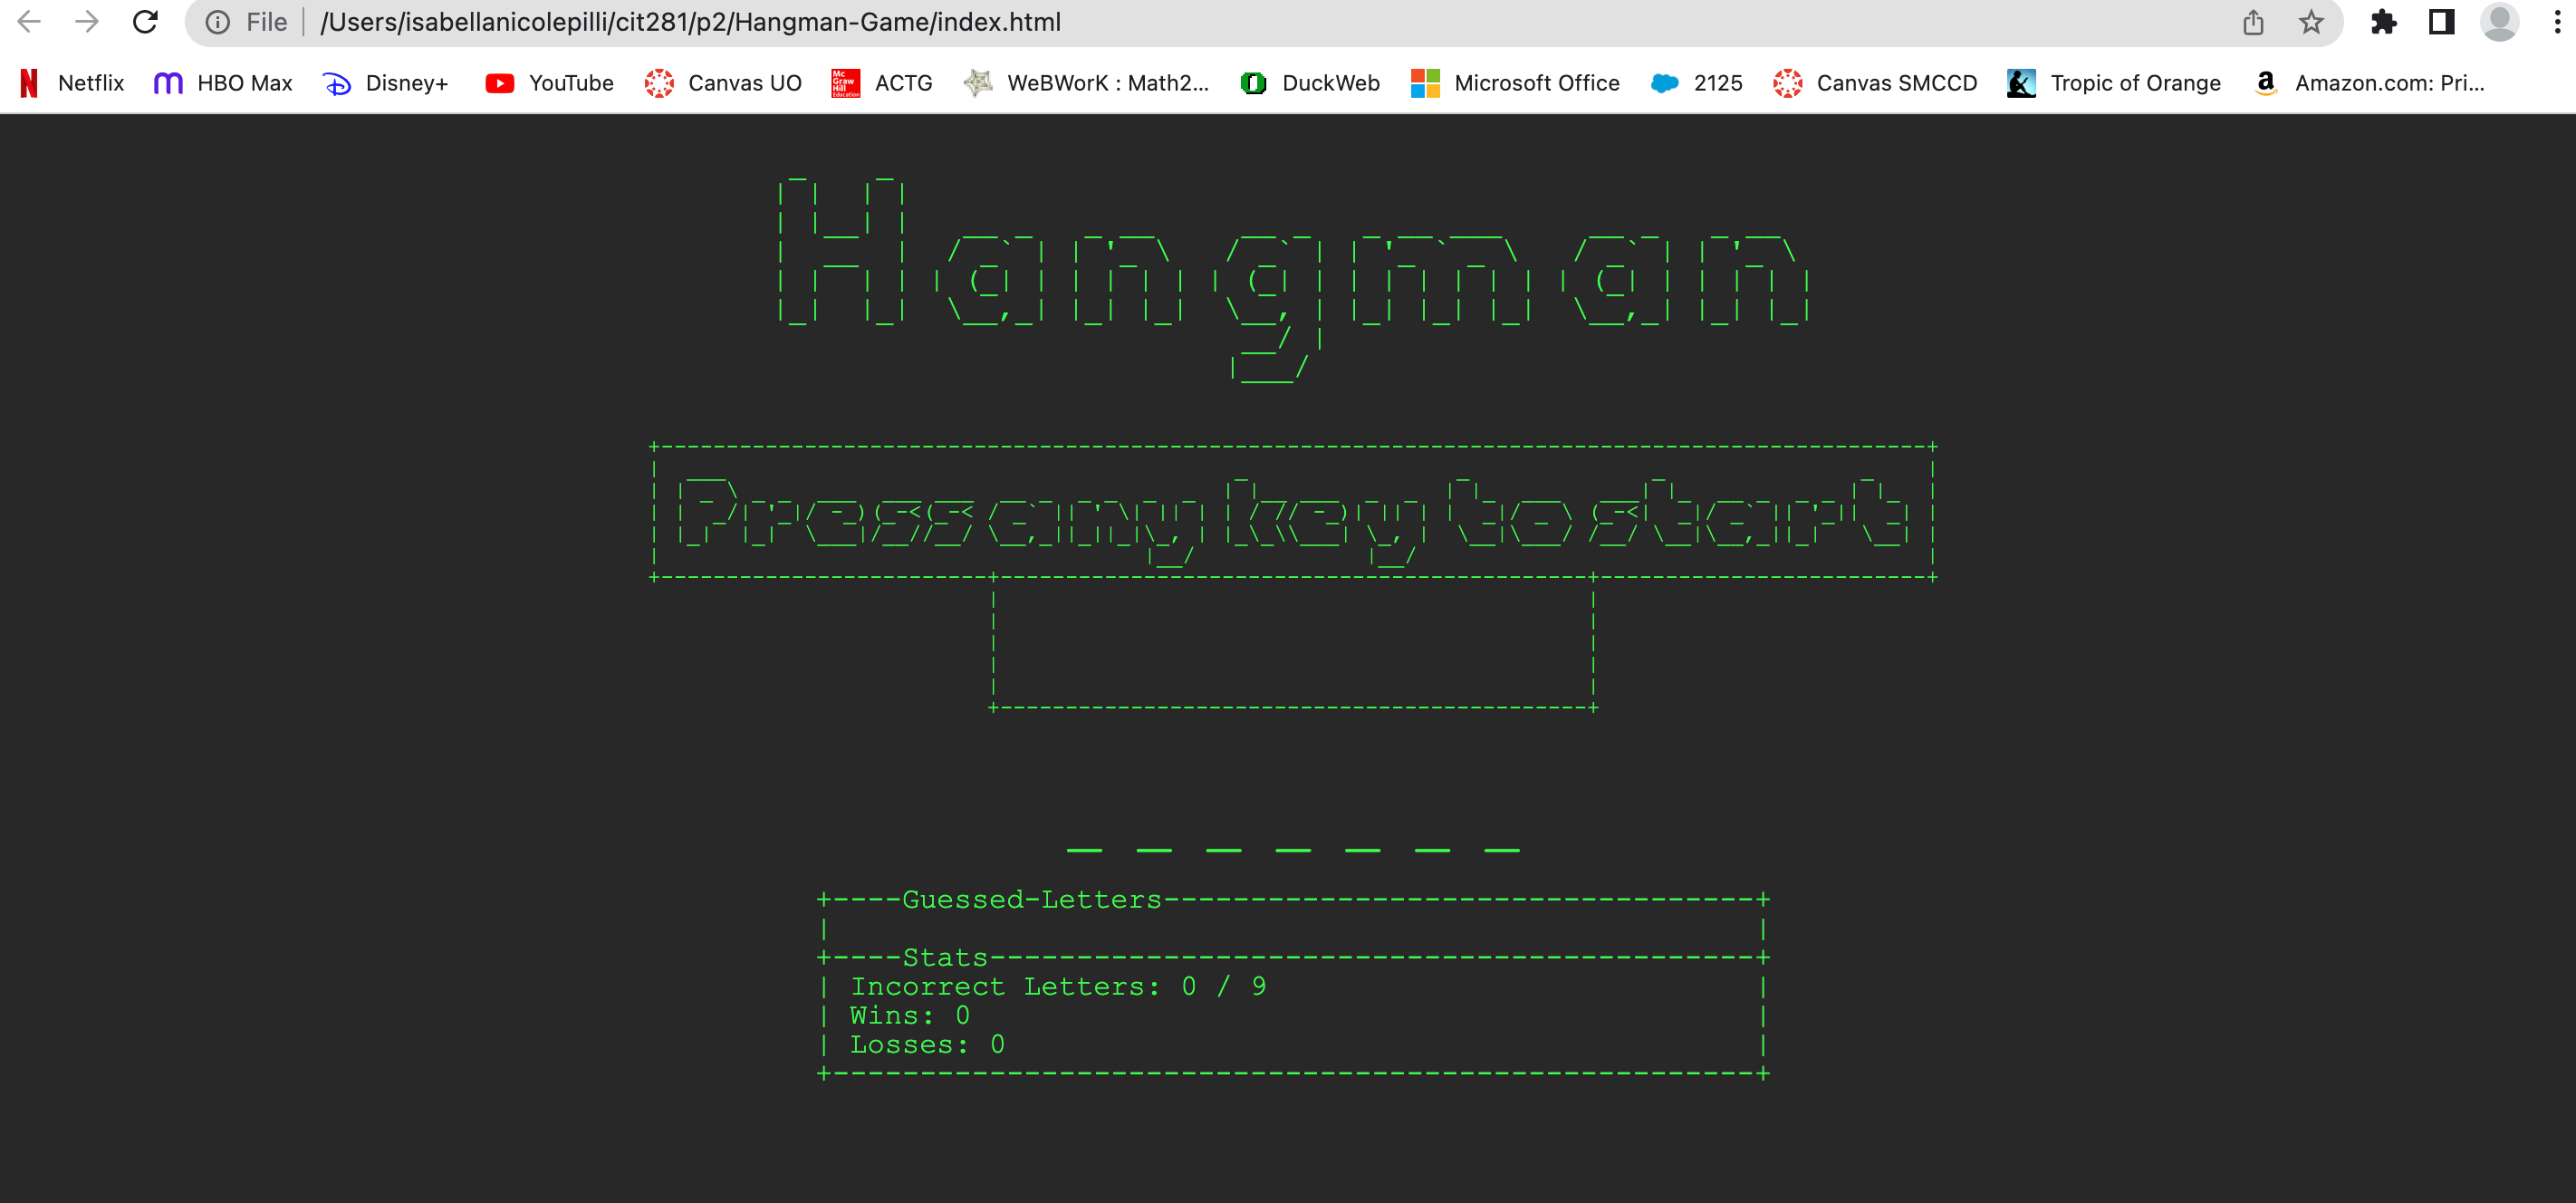 File /Users/isabellanicolepilli/cit281/p2/Hangman-Game/index.html
Netflix HBO Max Disney+ YouTube Canvas UO ACTG WeBWorK : Math2... DuckWeb Microsoft Office 2125 Canvas SMCCD Tropic of Orange Amazon.com: Pri...
Hangman
Press any key to start
Guessed-Letters
Stats
Incorrect Letters: 0 / 9
Wins: 0
Losses: 0